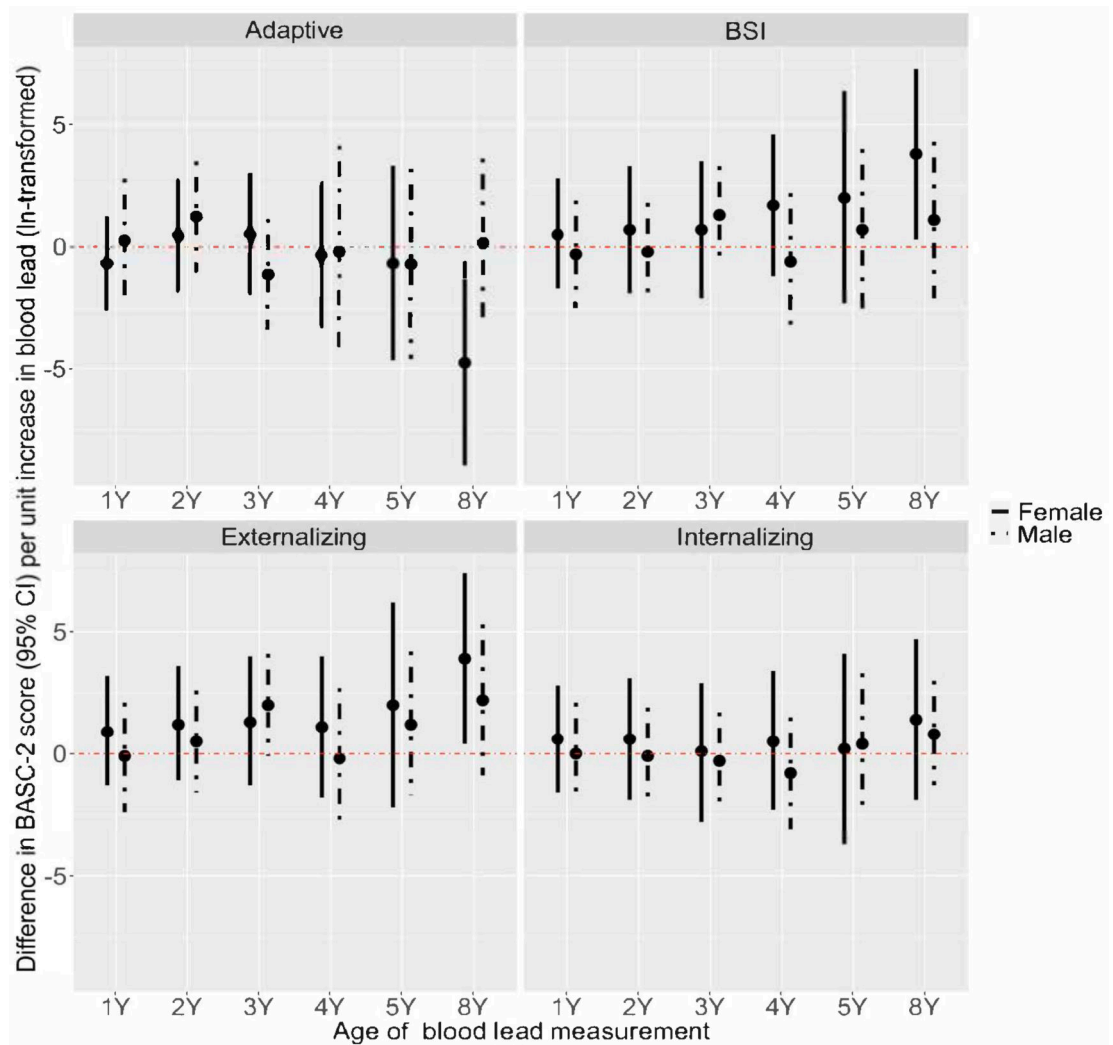 Adaptive
BSI
Difference in BASC-2 score (95% CI) per unit increase in blood lead (ln-transformed)
5
0
-5
1Y 2Y 3Y 4Y 5Y 8Y
1Y 2Y 3Y 4Y 5Y 8Y
Female
Male
Externalizing
Internalizing
5
0
-5
1Y 2Y 3Y 4Y 5Y 8Y
1Y 2Y 3Y 4Y 5Y 8Y
Age of blood lead measurement